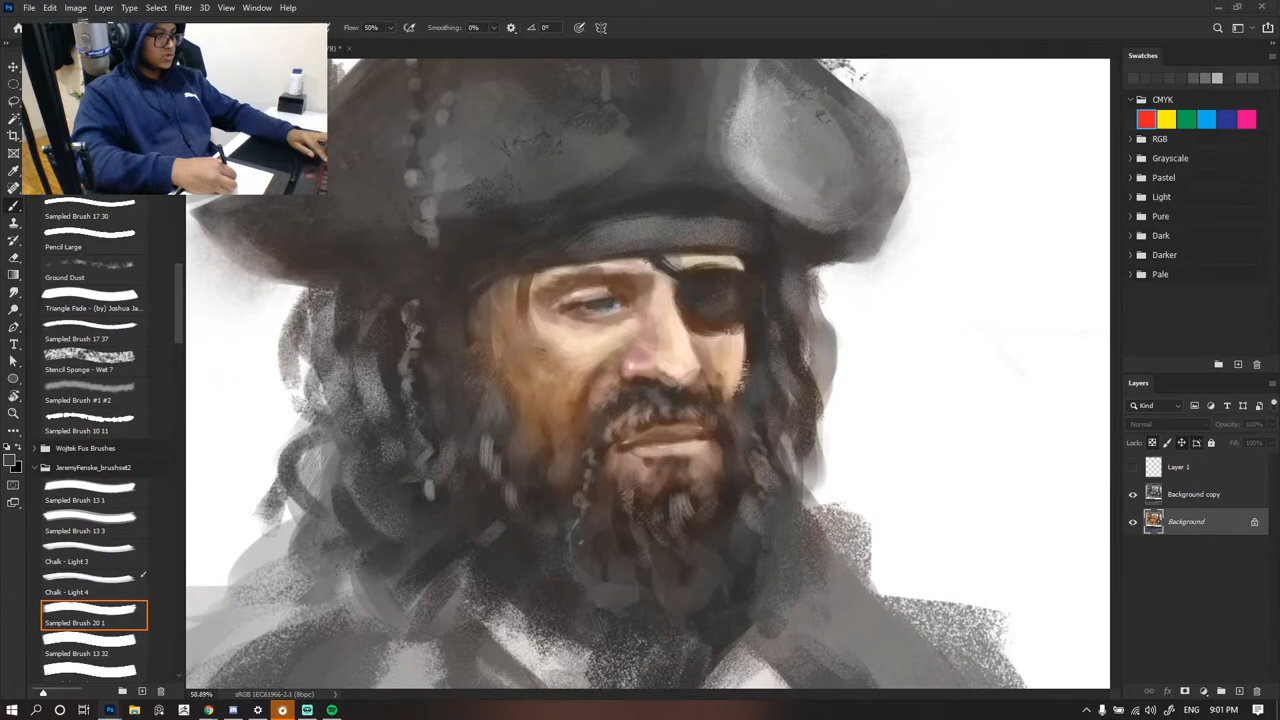 File Edit Image Layer Type Select Filter 3D View Window Help
Flow: 50% Smoothing: 0% 0°
Swatches
CMYK
RGB
Grayscale
Pastel
Light
Pure
Dark
Darker
Pale
Sampled Brush 17 30
Pencil Large
Ground Dust
Triangle Fade - (by) Joshua Ja...
Sampled Brush 17 37
Stencil Sponge - Wet 7
Sampled Brush #1 #2
Sampled Brush 10 11
Wojtek Fus Brushes
JeremyFenske_brushset2
Sampled Brush 13 1
Sampled Brush 13 3
Chalk - Light 3
Chalk - Light 4
Sampled Brush 20 1
Sampled Brush 13 32
Layers
Kind
Normal Opacity: 100%
Lock: Fill: 100%
Layer 1
Background copy
Background
58.89% sRGB IEC61966-2.1 (8bpc)
ENG 9:01 PM